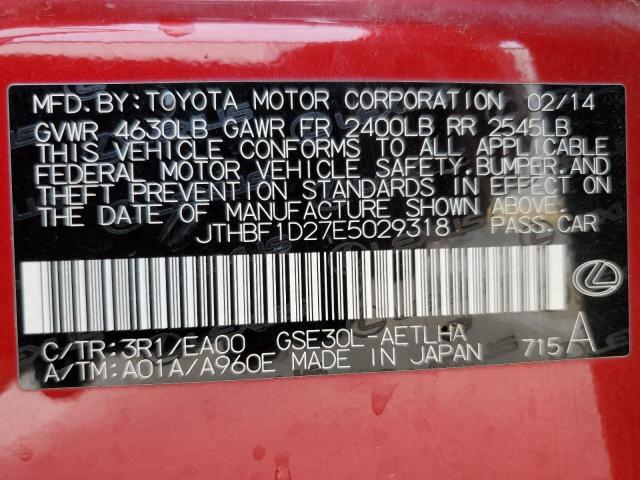 MFD.BY:TOYOTA MOTOR CORPORATION 02/14
GVWR 4630LB GAWR FR 2400LB RR 2545LB
THIS VEHICLE CONFORMS TO ALL APPLICABLE
FEDERAL MOTOR VEHICLE SAFETY.BUMPER.AND
THEFT PREVENTION STANDARDS IN EFFECT ON
THE DATE OF MANUFACTURE SHOWN ABOVE.
JTHBF1D27E5029318 PASS.CAR
C/TR:3R1/EA00 GSE30L-AETLHA
A/TM:A01A/A960E MADE IN JAPAN 715 A